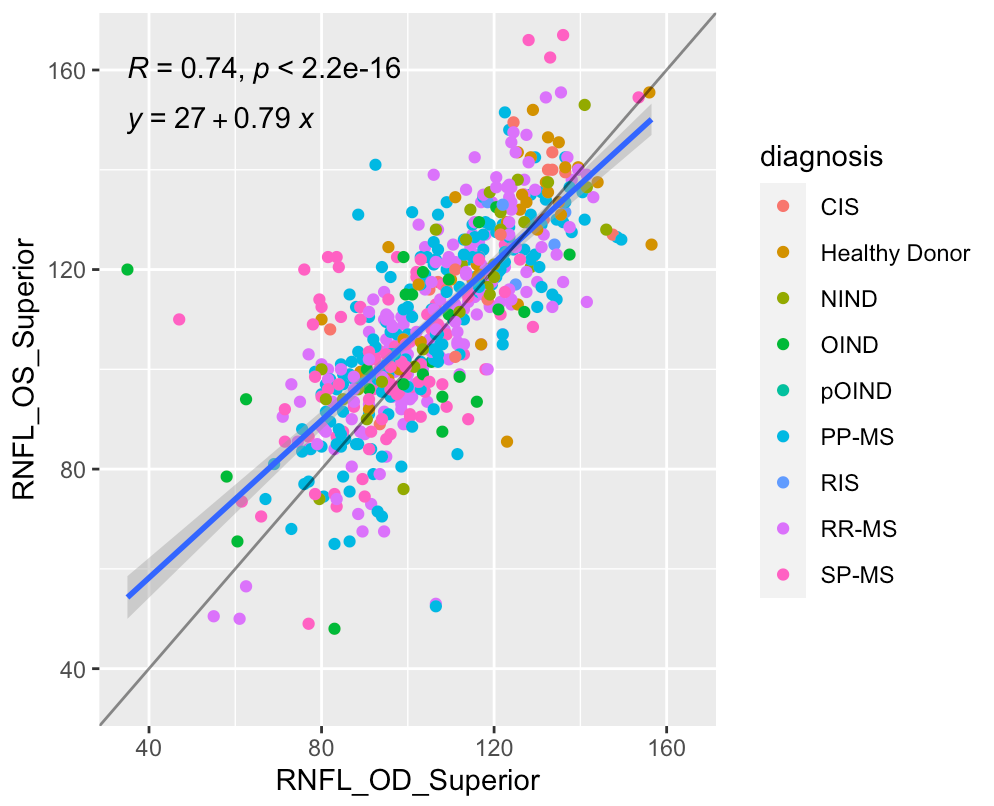 R = 0.74, p < 2.2e-16
y = 27 + 0.79 x
160
120
80
40
RNFL_OS_Superior
40 80 120 160
RNFL_OD_Superior
diagnosis
CIS
Healthy Donor
NIND
OIND
pOIND
PP-MS
RIS
RR-MS
SP-MS